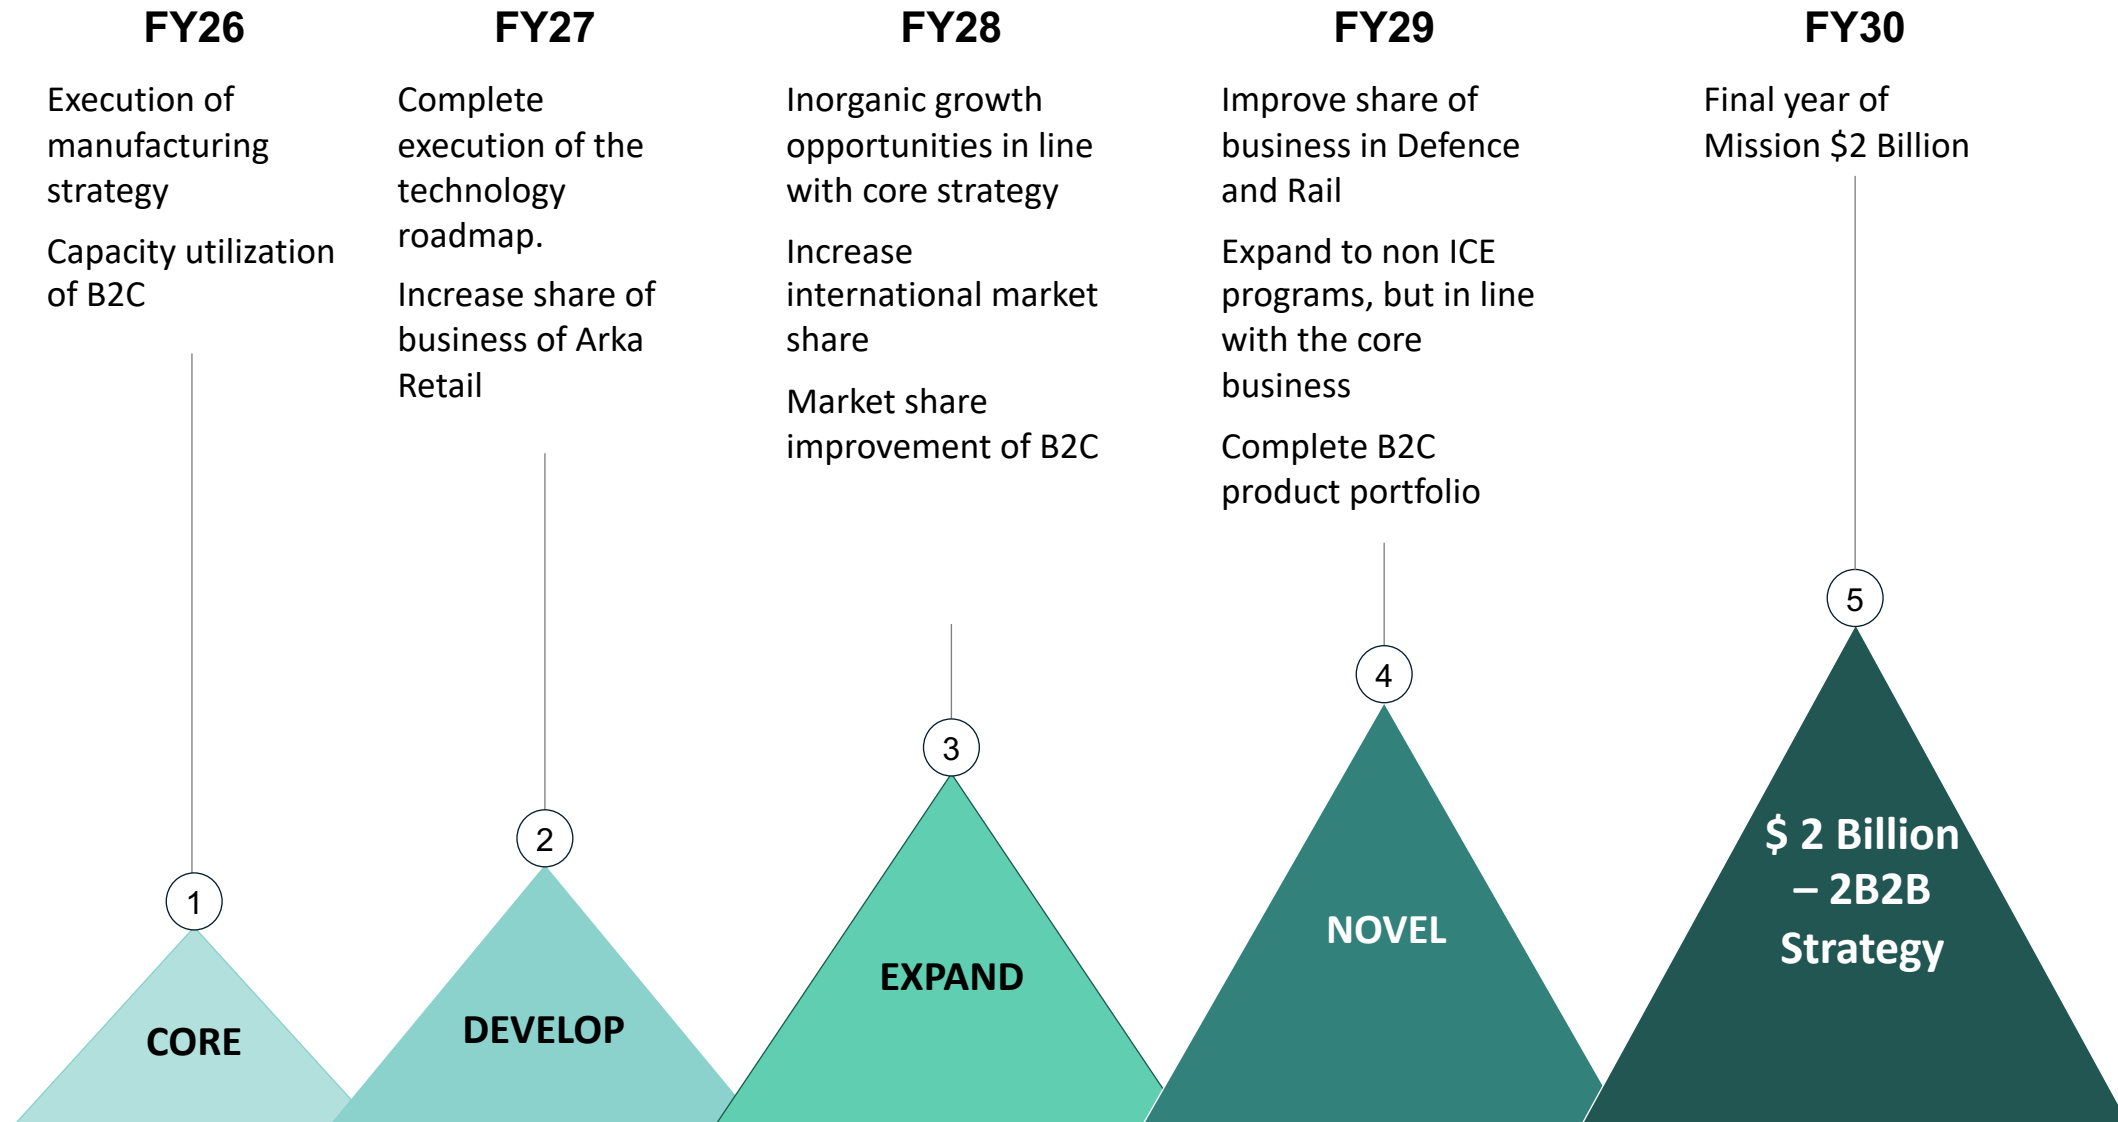 FY26
Execution of
manufacturing
strategy
Capacity utilization
of B2C
1
CORE
FY27
Complete
execution of the
technology
roadmap.
Increase share of
business of Arka
Retail
2
DEVELOP
FY28
Inorganic growth
opportunities in line
with core strategy
Increase
international market
share
Market share
improvement of B2C
3
EXPAND
FY29
Improve share of
business in Defence
and Rail
Expand to non ICE
programs, but in line
with the core
business
Complete B2C
product portfolio
4
NOVEL
FY30
Final year of
Mission $2 Billion
5
$ 2 Billion
– 2B2B
Strategy